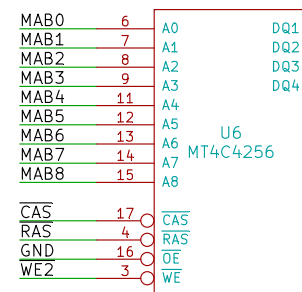 MAB0 6 A0 DQ1
MAB1 7 A1 DQ2
MAB2 8 A2 DQ3
MAB3 9 A3 DQ4
MAB4 11 A4
MAB5 12 A5
MAB6 13 A6
U6
MAB7 14 A7
MT4C4256
MAB8 15 A8
CAS 17 CAS
RAS 4 RAS
GND 16 OE
WE2 3 WE